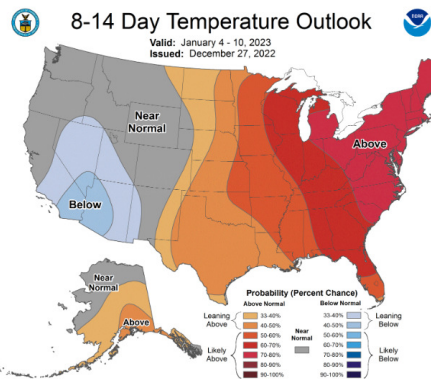 8-14 Day Temperature Outlook
Valid: January 4 - 10, 2023
Issued: December 27, 2022
NOAA
Near
Normal
Above
Below
Near
Normal
Above
Probability (Percent Chance)
Above Normal
Below Normal
Leaning
Above
33-40%
40-50%
Near
Normal
33-40%
40-50%
Leaning
Below
Likely
Above
50-60%
60-70%
70-80%
80-90%
90-100%
50-60%
60-70%
70-80%
80-90%
90-100%
Likely
Below